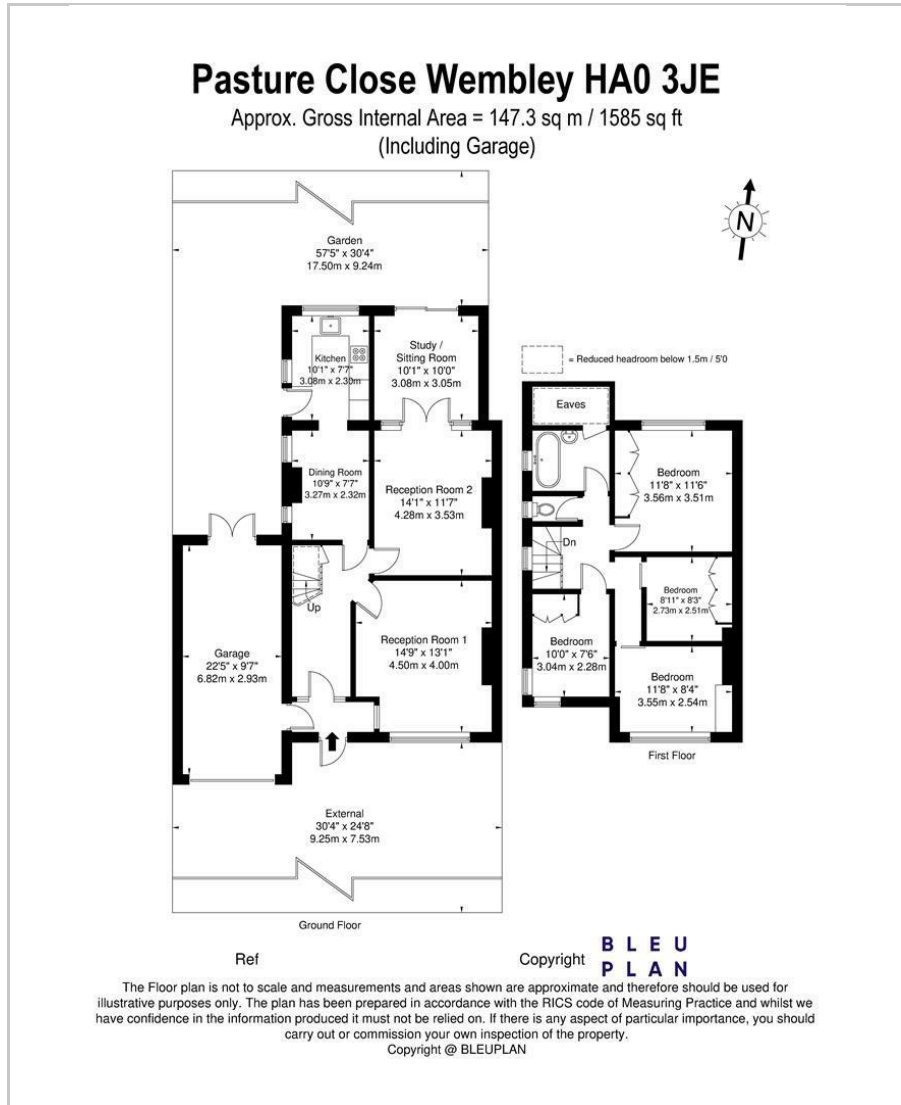 Pasture Close Wembley HA0 3JE
Approx. Gross Internal Area = 147.3 sq m / 1585 sq ft
(Including Garage)
N
Garden
57'5" x 30'4"
17.50m x 9.24m
Kitchen
10'1" x 7'7"
3.08m x 2.30m
Study /
Sitting Room
10'1" x 10'0"
3.08m x 3.05m
Dining Room
10'9" x 7'7"
3.27m x 2.32m
Reception Room 2
14'1" x 11'7"
4.28m x 3.53m
Up
Reception Room 1
14'9" x 13'1"
4.50m x 4.00m
Garage
22'5" x 9'7"
6.82m x 2.93m
External
30'4" x 24'8"
9.25m x 7.53m
Ground Floor
= Reduced headroom below 1.5m / 5'0
Eaves
Bedroom
11'8" x 11'6"
3.56m x 3.51m
Dn
Bedroom
8'11" x 8'3"
2.73m x 2.51m
Bedroom
10'0" x 7'6"
3.04m x 2.28m
Bedroom
11'8" x 8'4"
3.55m x 2.54m
First Floor
Ref
Copyright
BLEU
PLAN
The Floor plan is not to scale and measurements and areas shown are approximate and therefore should be used for
illustrative purposes only. The plan has been prepared in accordance with the RICS code of Measuring Practice and whilst we
have confidence in the information produced it must not be relied on. If there is any aspect of particular importance, you should
carry out or commission your own inspection of the property.
Copyright @ BLEUPLAN